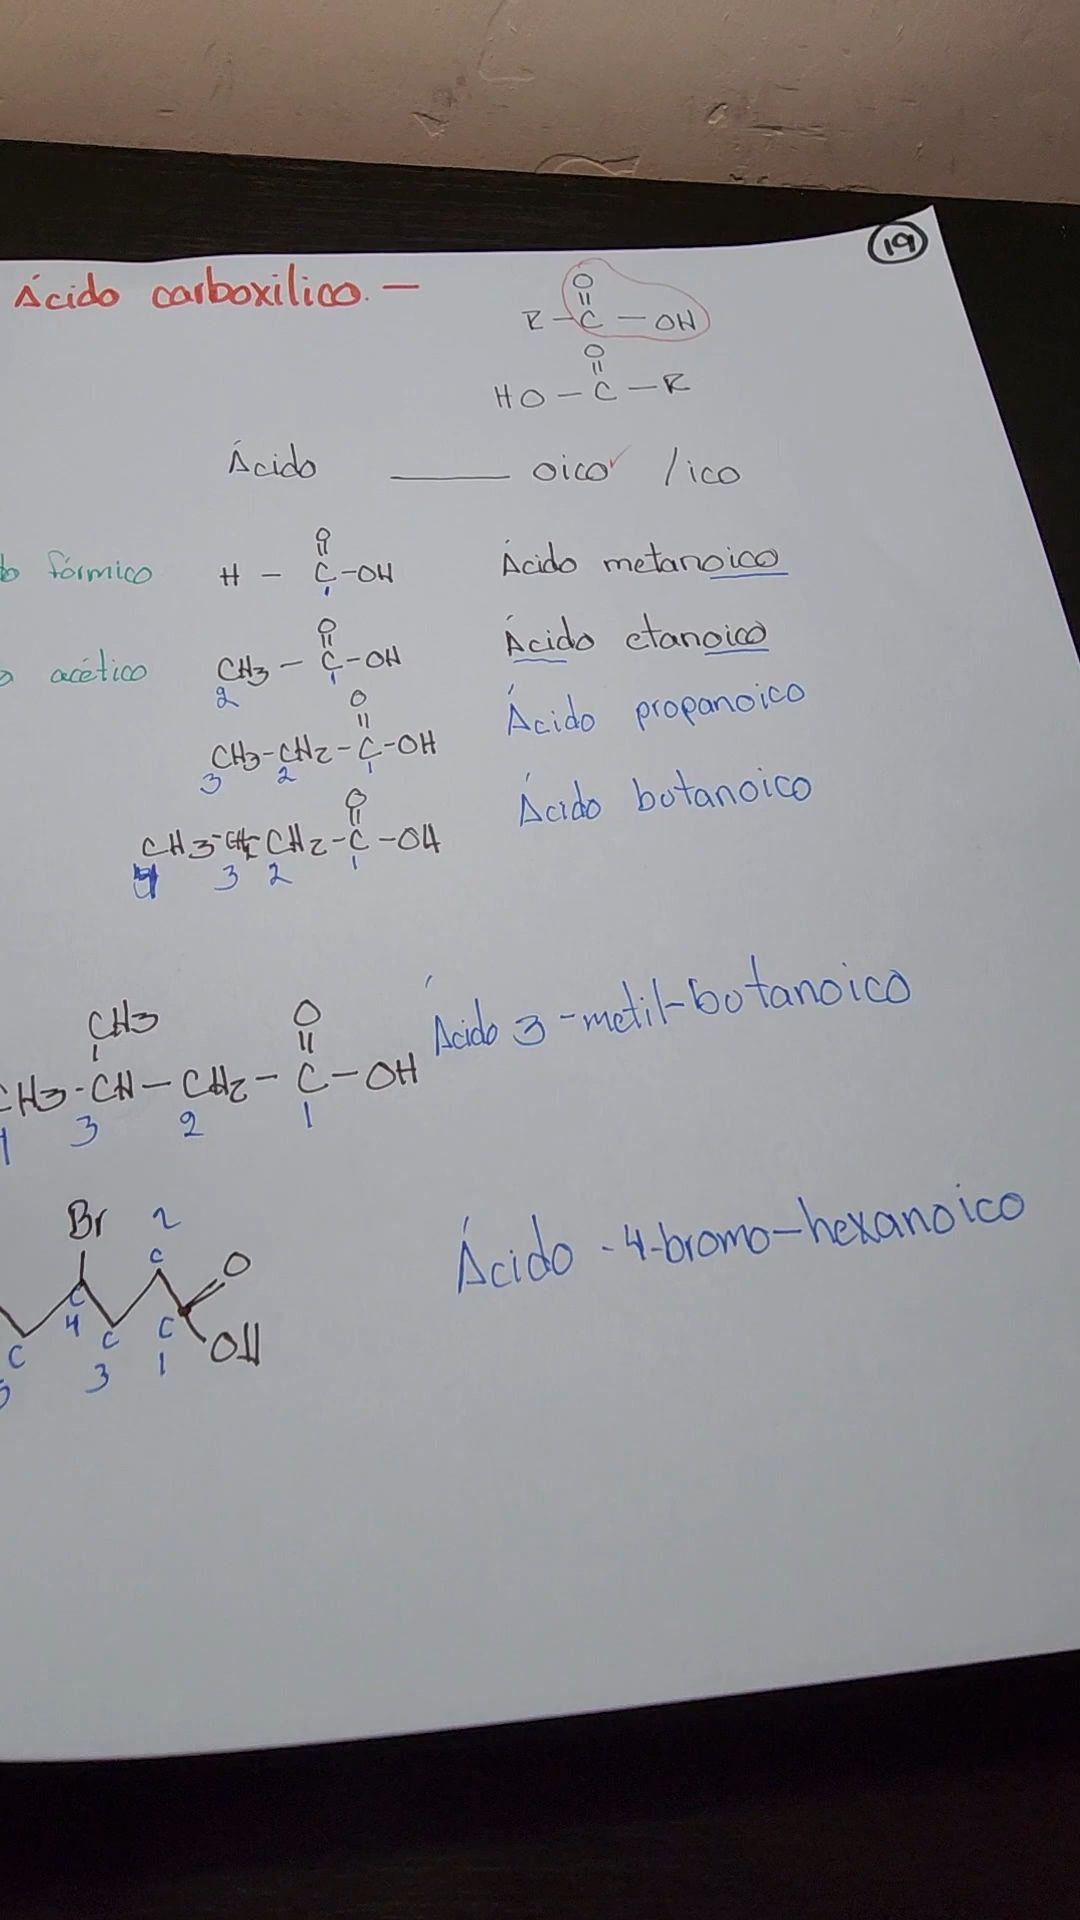 19
Ácido carboxilico. —
O
R — C — OH
O
HO — C — R
Ácido ______ oico /ico
O
fórmico H — C-OH Ácido metanoico
1
O
acético CH3 — C-OH Ácido etanoico
2 1
O
CH3-CH2-C-OH Ácido propanoico
3 2 1
O
CH3-CH2-CH2-C-OH Ácido botanoico
4 3 2 1
CH3 O
CH3-CH — CH2 — C — OH Ácido 3-metil-botanoico
4 3 2 1
Br 2
C O
C C C C OH Ácido -4-bromo-hexanoico
5 4 3 1